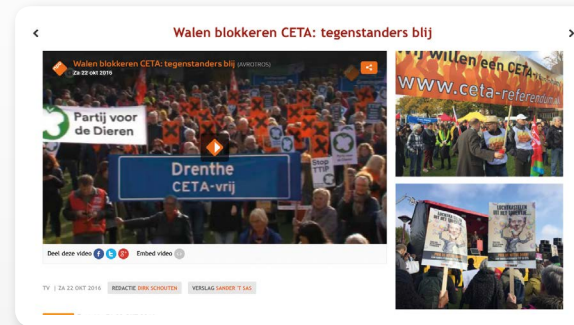 Walen blokkeren CETA: tegenstanders blij
Walen blokkeren CETA: tegenstanders blij (AVROTROS)
Za 22 okt 2016
Partij voor
de Dieren
Drenthe
CETA-vrij
Stop
TTIP
willen een CETA
www.ceta-referendum.nl
Deel deze video
Embed video
TV | ZA 22 OKT 2016
REDACTIE DIRK SCHOUTEN
VERSLAG SANDER 'T SAS